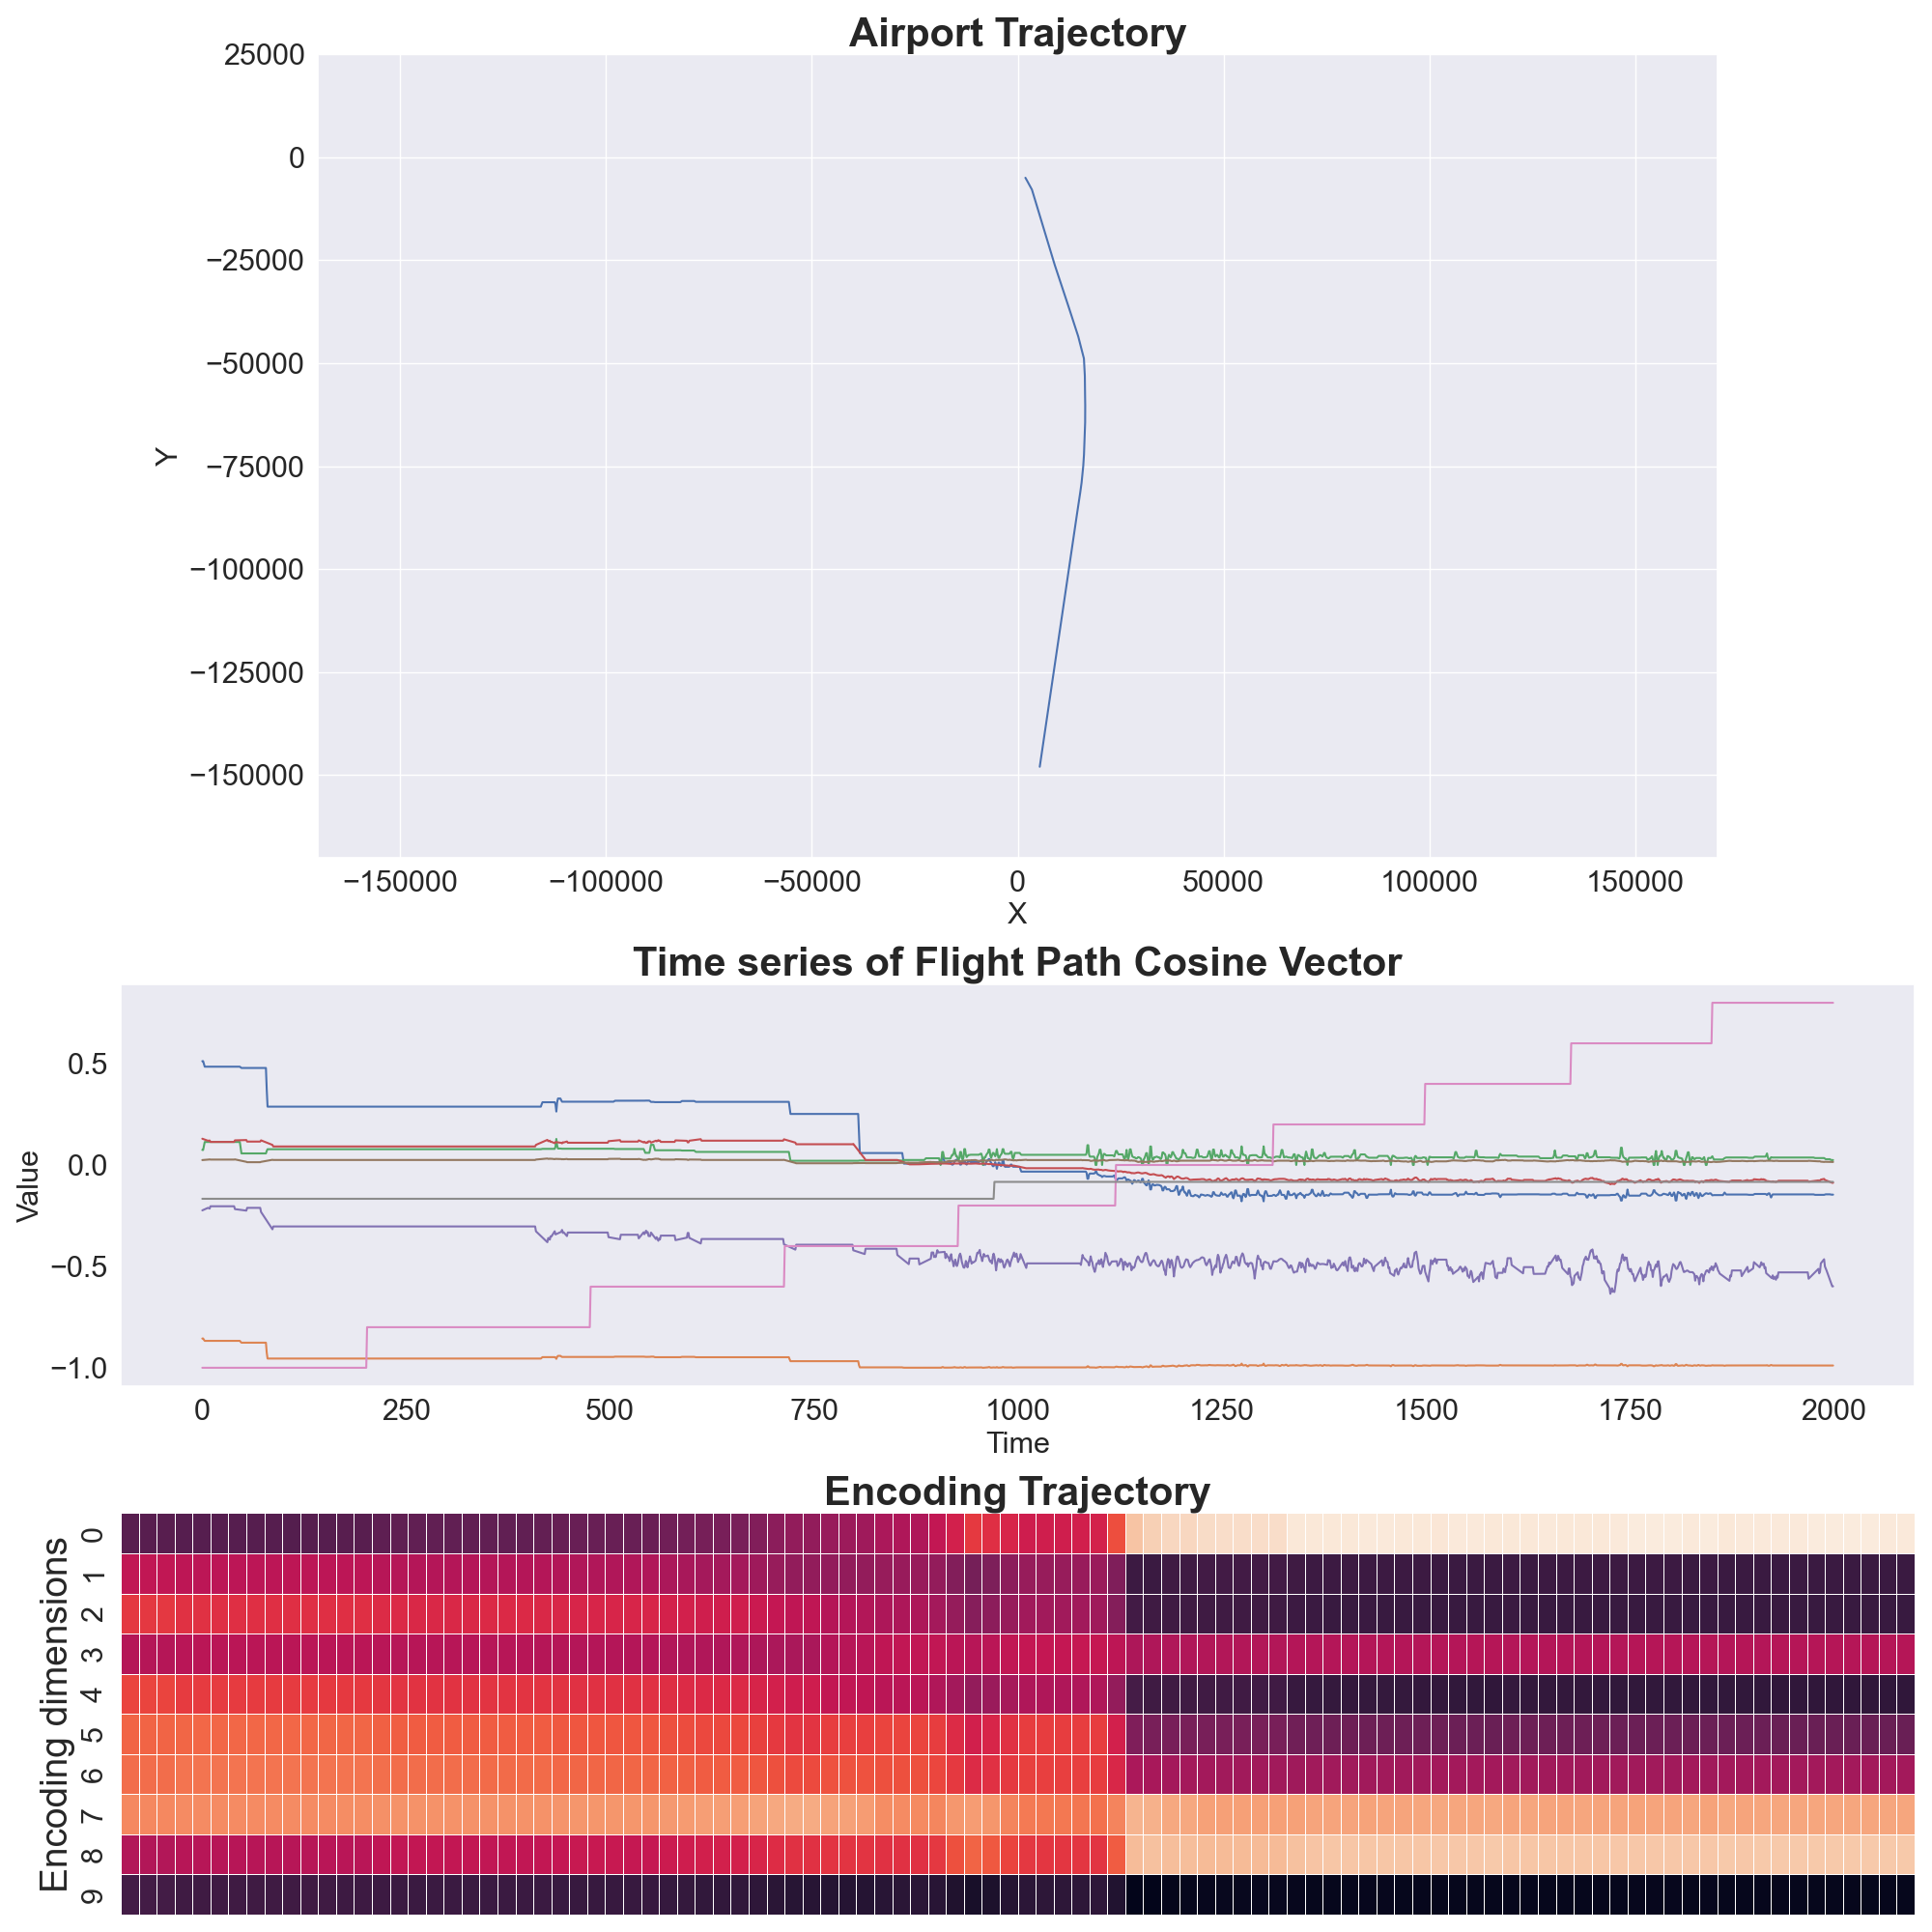 Airport Trajectory
25000
0
−25000
−50000
−75000
−100000
−125000
−150000
Y
−150000 −100000 −50000 0 50000 100000 150000
X
Time series of Flight Path Cosine Vector
0.5
0.0
−0.5
−1.0
Value
0 250 500 750 1000 1250 1500 1750 2000
Time
Encoding Trajectory
Encoding dimensions
0
1
2
3
4
5
6
7
8
9